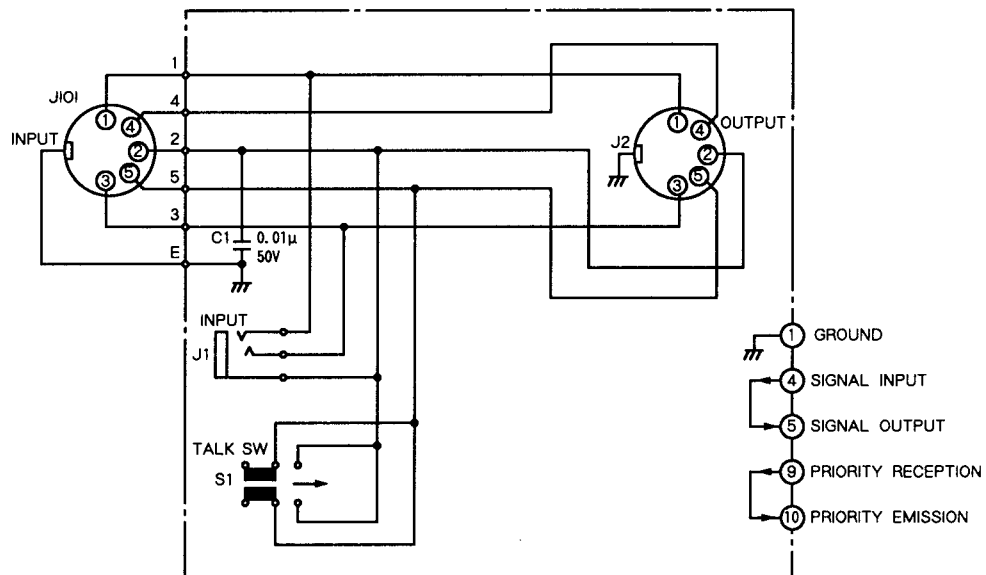 1
J101
4
INPUT
2
5
3
E
1
4
2
5
3
C1 0.01μ
50V
INPUT
J1
TALK SW
S1
J2
OUTPUT
1
4
2
5
3
1 GROUND
4 SIGNAL INPUT
5 SIGNAL OUTPUT
9 PRIORITY RECEPTION
10 PRIORITY EMISSION